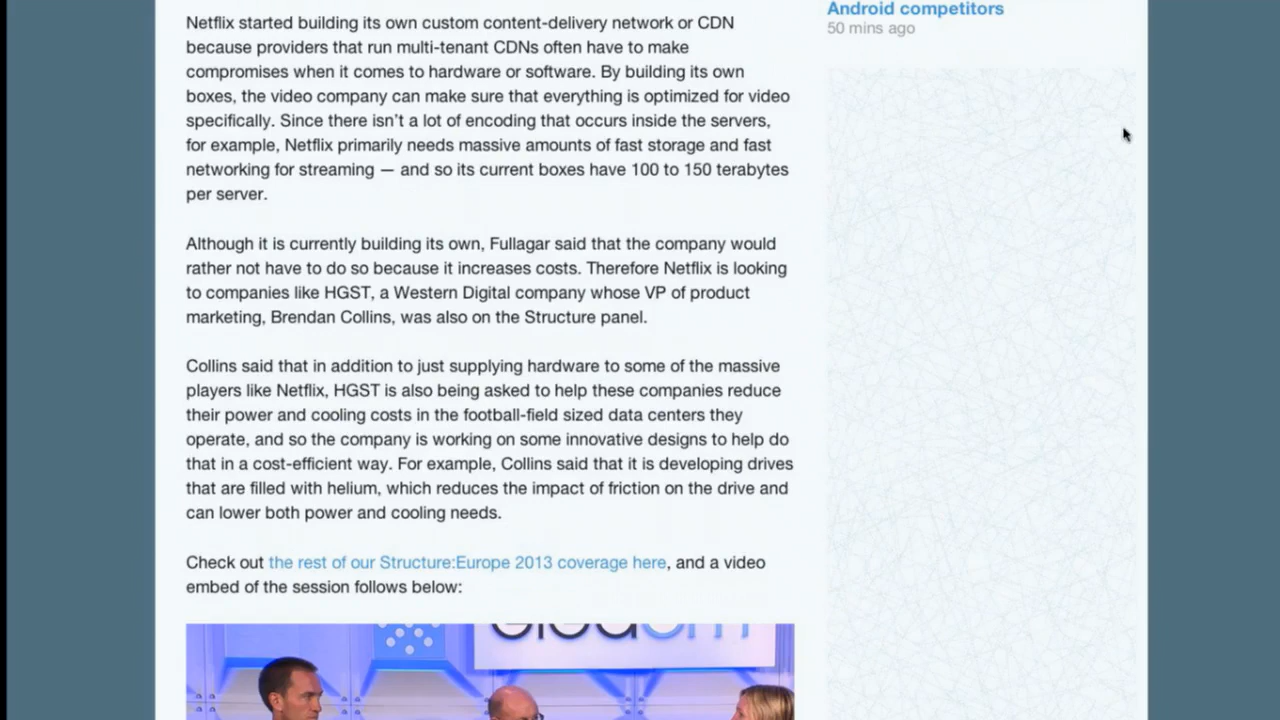 Netflix started building its own custom content-delivery network or CDN
because providers that run multi-tenant CDNs often have to make
compromises when it comes to hardware or software. By building its own
boxes, the video company can make sure that everything is optimized for video
specifically. Since there isn’t a lot of encoding that occurs inside the servers,
for example, Netflix primarily needs massive amounts of fast storage and fast
networking for streaming — and so its current boxes have 100 to 150 terabytes
per server.
Although it is currently building its own, Fullagar said that the company would
rather not have to do so because it increases costs. Therefore Netflix is looking
to companies like HGST, a Western Digital company whose VP of product
marketing, Brendan Collins, was also on the Structure panel.
Collins said that in addition to just supplying hardware to some of the massive
players like Netflix, HGST is also being asked to help these companies reduce
their power and cooling costs in the football-field sized data centers they
operate, and so the company is working on some innovative designs to help do
that in a cost-efficient way. For example, Collins said that it is developing drives
that are filled with helium, which reduces the impact of friction on the drive and
can lower both power and cooling needs.
Check out the rest of our Structure:Europe 2013 coverage here, and a video
embed of the session follows below:
Android competitors
50 mins ago